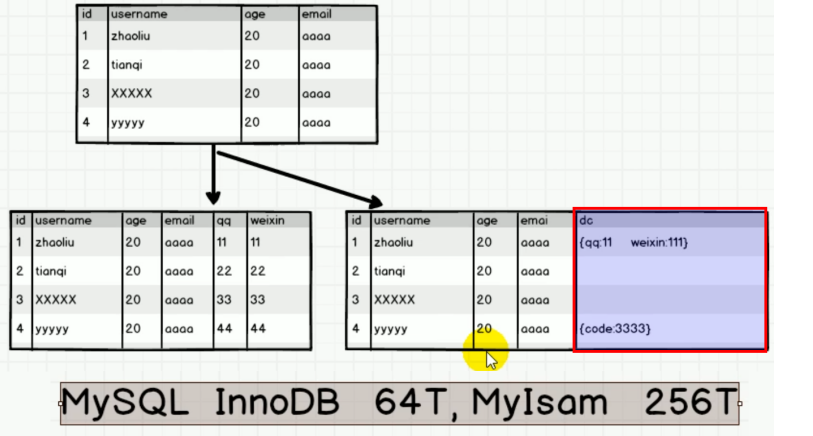 id username age email
1 zhaoliu 20 aaaa
2 tianqi 20 aaaa
3 XXXXX 20 aaaa
4 yyyyy 20 aaaa
id username age email qq weixin
1 zhaoliu 20 aaaa 11 11
2 tianqi 20 aaaa 22 22
3 XXXXX 20 aaaa 33 33
4 yyyyy 20 aaaa 44 44
id username age emai dc
1 zhaoliu 20 aaaa {qq:11 weixin:111}
2 tianqi 20 aaaa
3 XXXXX 20 aaaa
4 yyyyy 20 aaaa {code:3333}
MySQL InnoDB 64T, MyIsam 256T